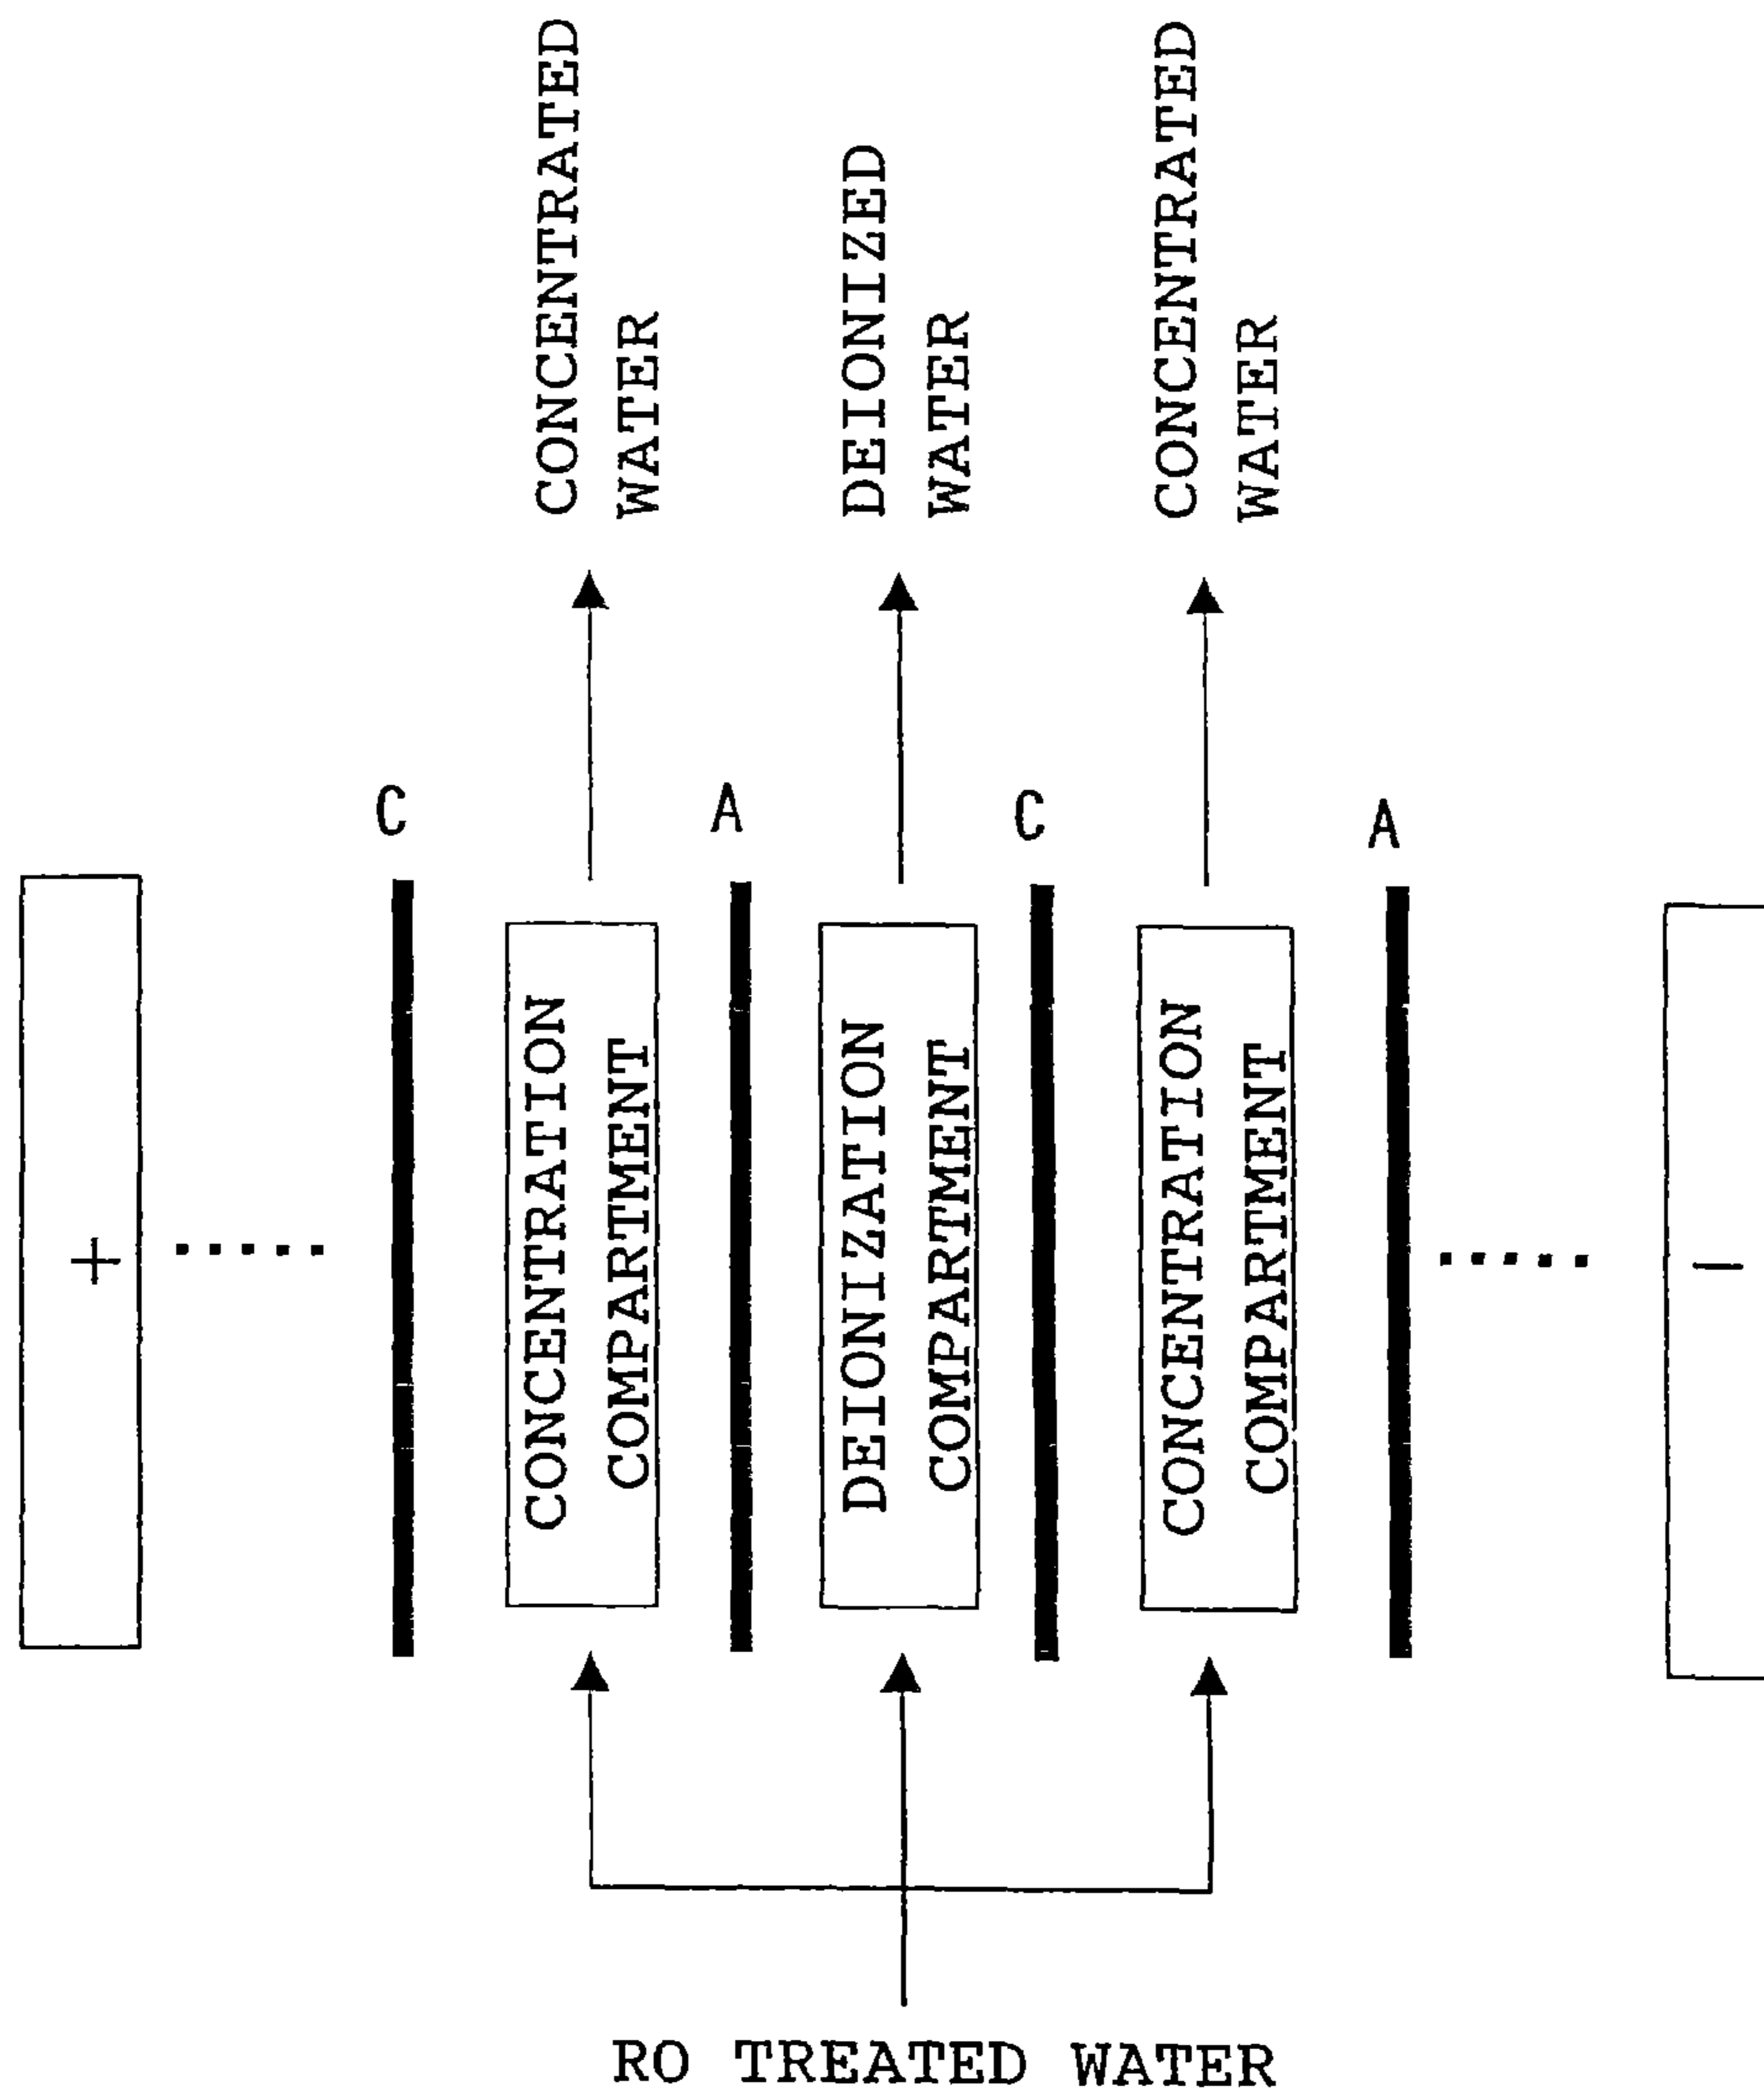 CONCENTRATED
WATER
DEIONIZED
WATER
CONCENTRATED
WATER
C
A
C
A
+
CONCENTRATION
COMPARTMENT
DEIONIZATION
COMPARTMENT
CONCENTRATION
COMPARTMENT
−
RO TREATED WATER